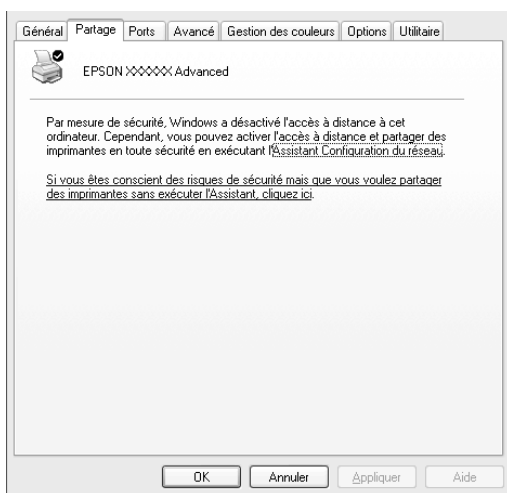 Général Partage Ports Avancé Gestion des couleurs Options Utilitaire
EPSON XXXXXX Advanced
Par mesure de sécurité, Windows a désactivé l'accès à distance à cet
ordinateur. Cependant, vous pouvez activer l'accès à distance et partager des
imprimantes en toute sécurité en exécutant l'Assistant Configuration du réseau.
Si vous êtes conscient des risques de sécurité mais que vous voulez partager
des imprimantes sans exécuter l'Assistant, cliquez ici.
OK Annuler Appliquer Aide